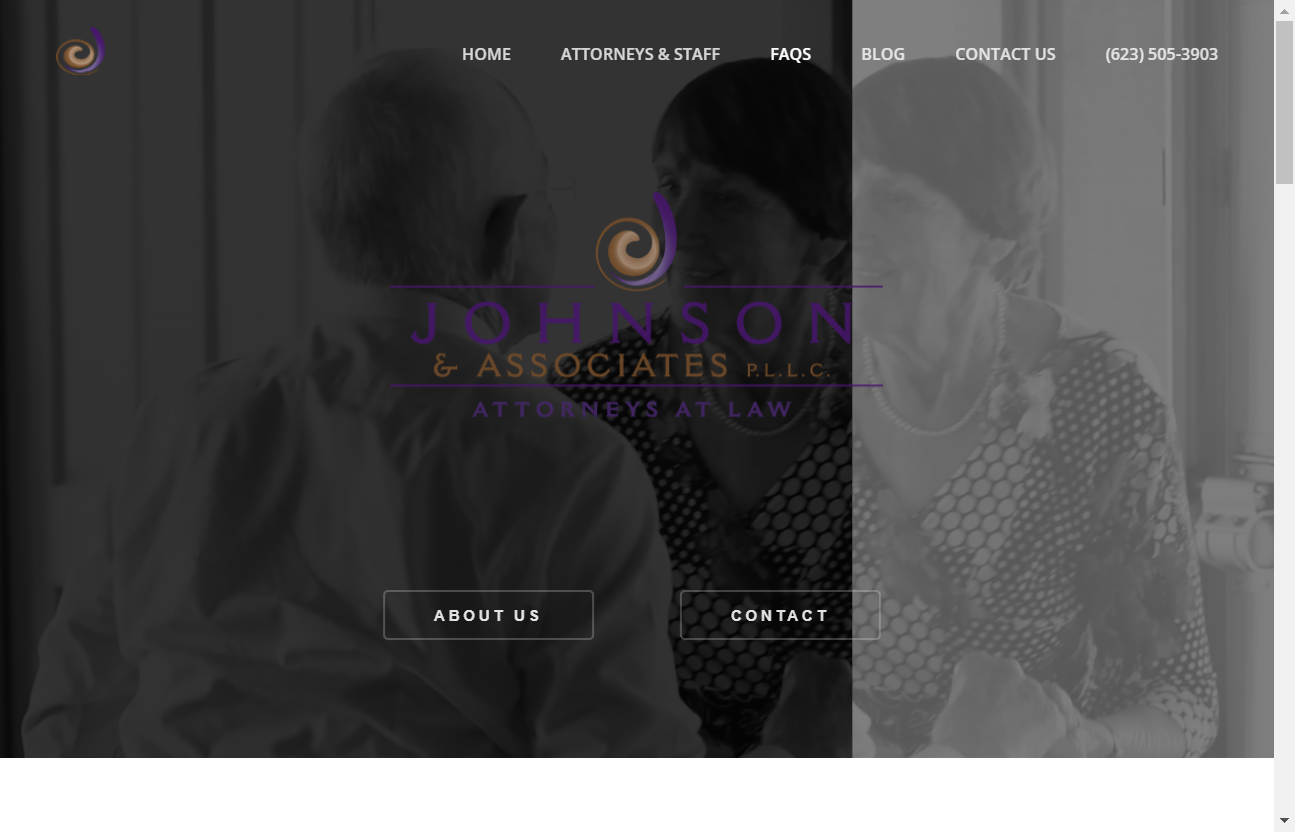 HOME ATTORNEYS & STAFF FAQS BLOG CONTACT US (623) 505-3903
JOHNSON
& ASSOCIATES P.L.L.C.
ATTORNEYS AT LAW
ABOUT US CONTACT